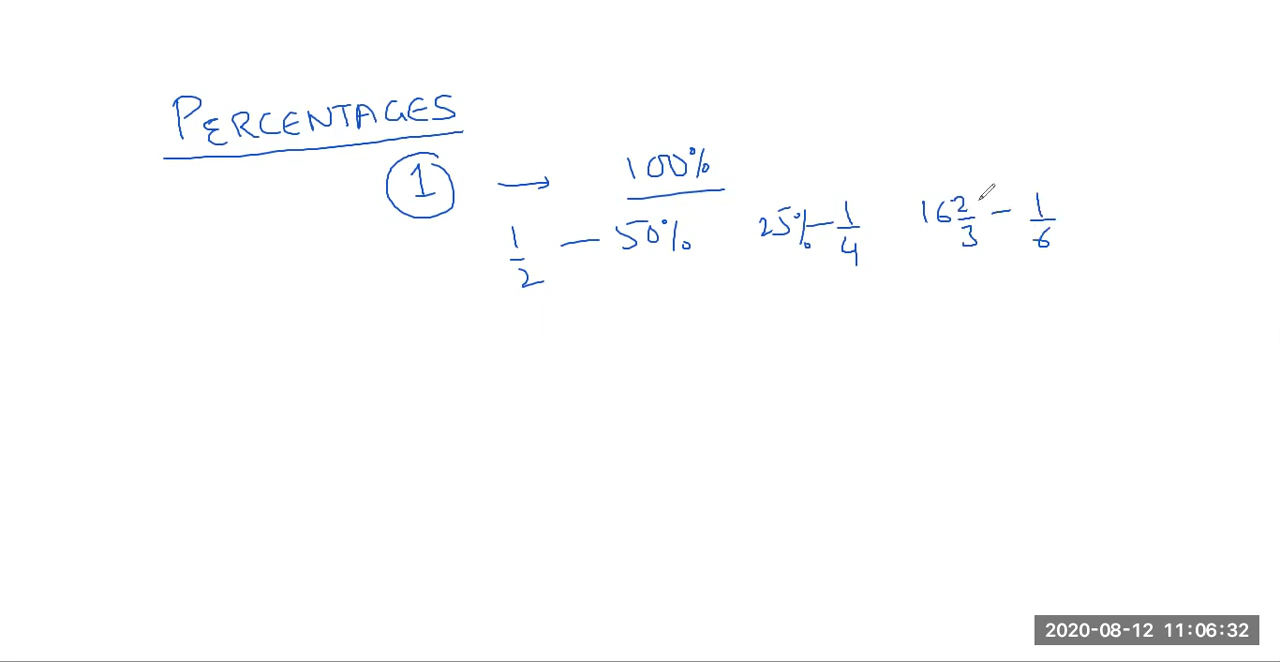 PERCENTAGES
1 → 100%
1/2 — 50% 25% — 1/4 16 2/3 — 1/6
2020-08-12 11:06:32